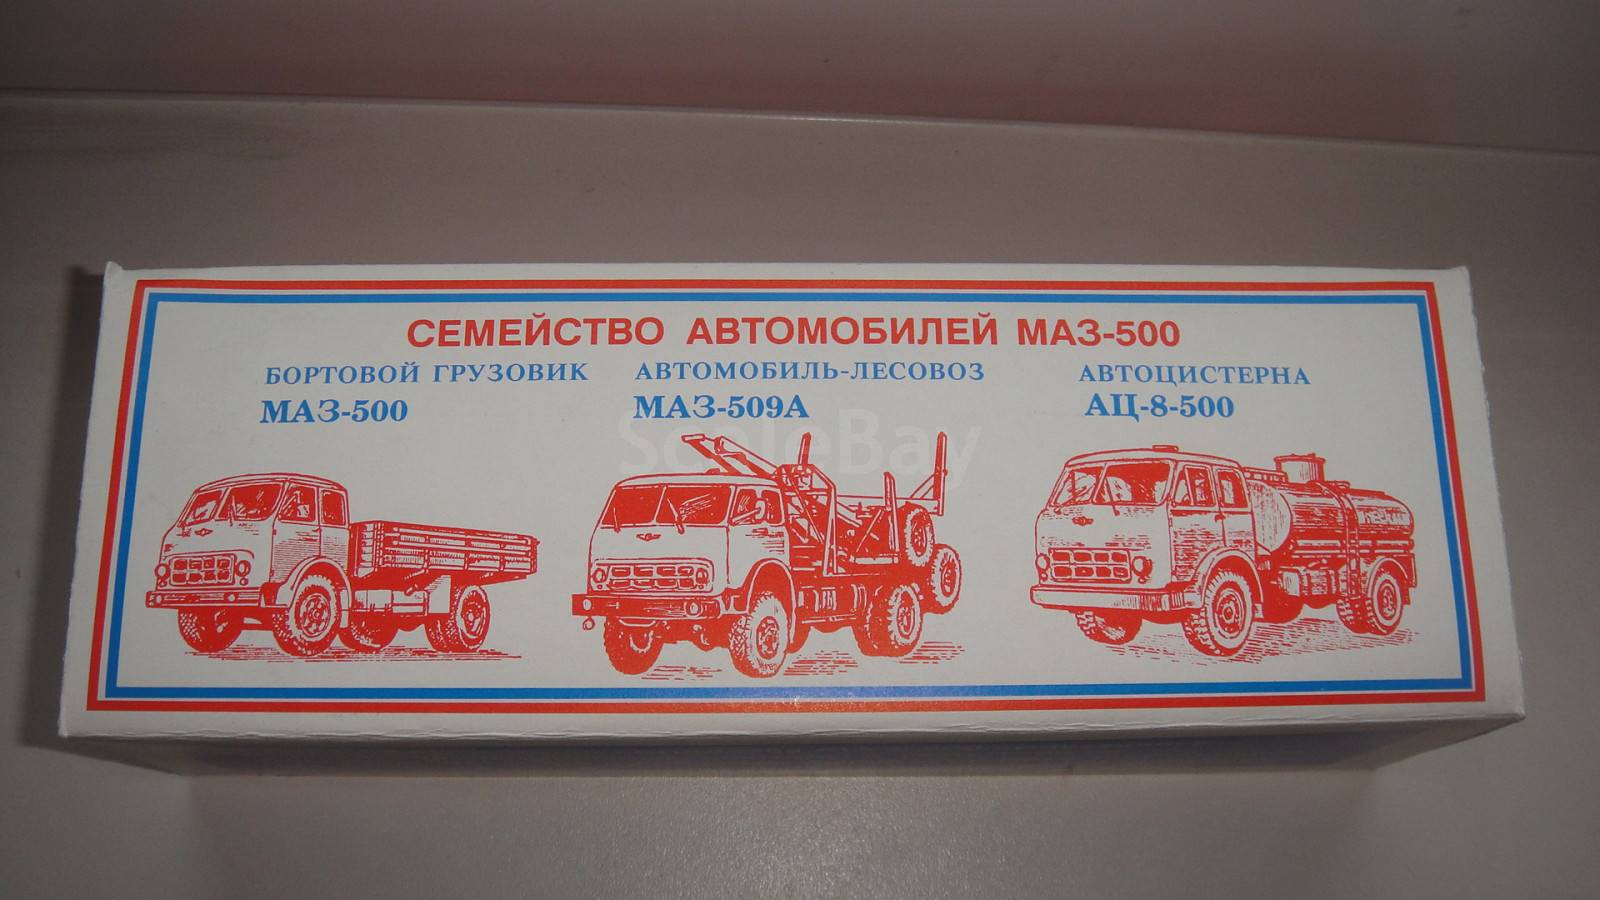 СЕМЕЙСТВО АВТОМОБИЛЕЙ МАЗ-500
БОРТОВОЙ ГРУЗОВИК
МАЗ-500
АВТОМОБИЛЬ-ЛЕСОВОЗ
МАЗ-509А
АВТОЦИСТЕРНА
АЦ-8-500
ScaleBay